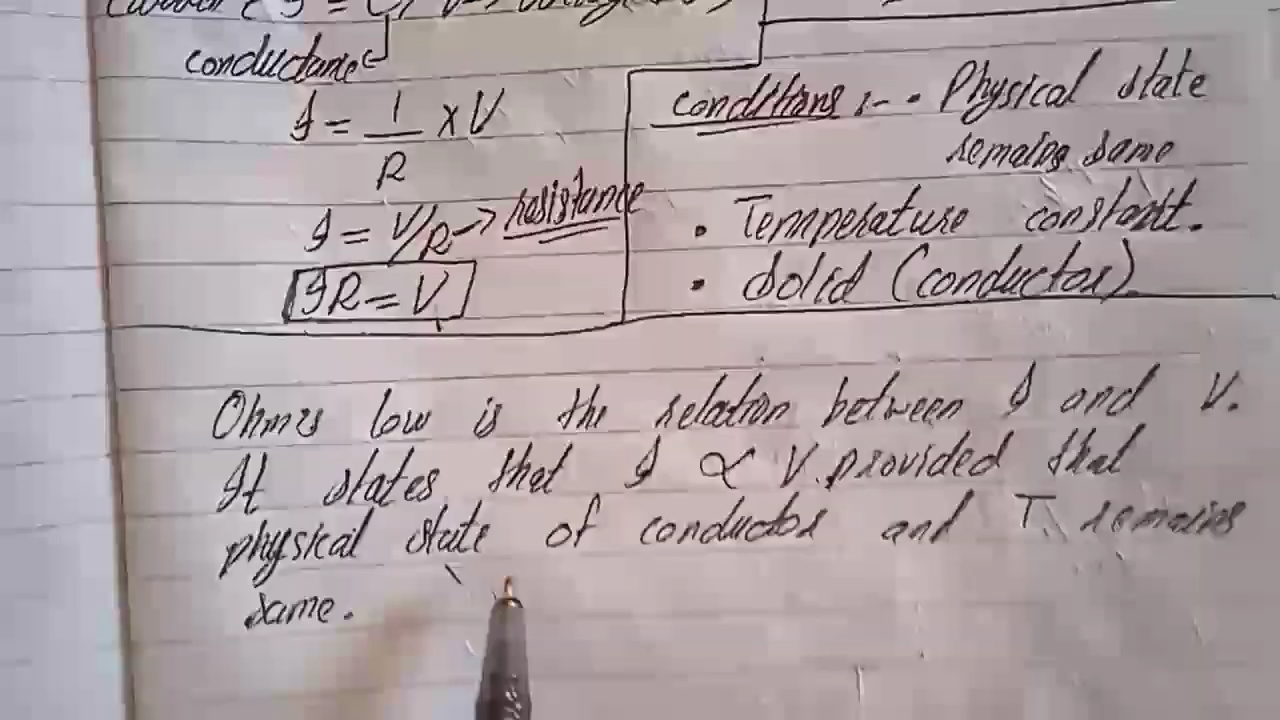 conductance
I = 1/R x V
I = V/R -> resistance
IR = V
conditions :- • Physical state
remains same
• Temperature constant.
• Solid (conductor)
Ohm's law is the relation between I and V.
It states that I ∝ V provided that
physical state of conductor and T remains
same.